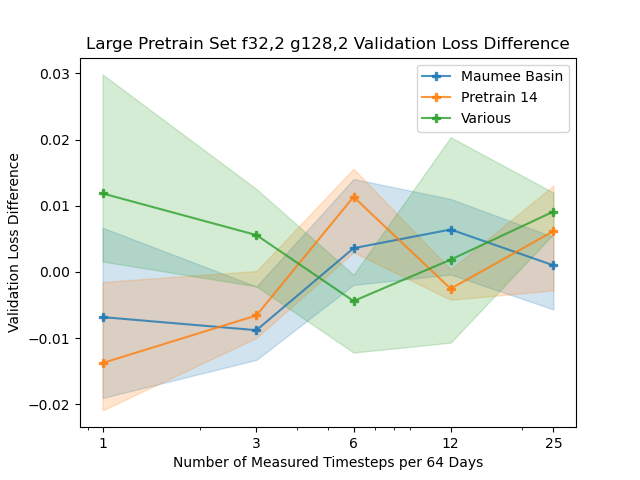 Large Pretrain Set f32,2 g128,2 Validation Loss Difference
Maumee Basin
Pretrain 14
Various
0.03
0.02
0.01
0.00
−0.01
−0.02
Validation Loss Difference
1
3
6
12
25
Number of Measured Timesteps per 64 Days